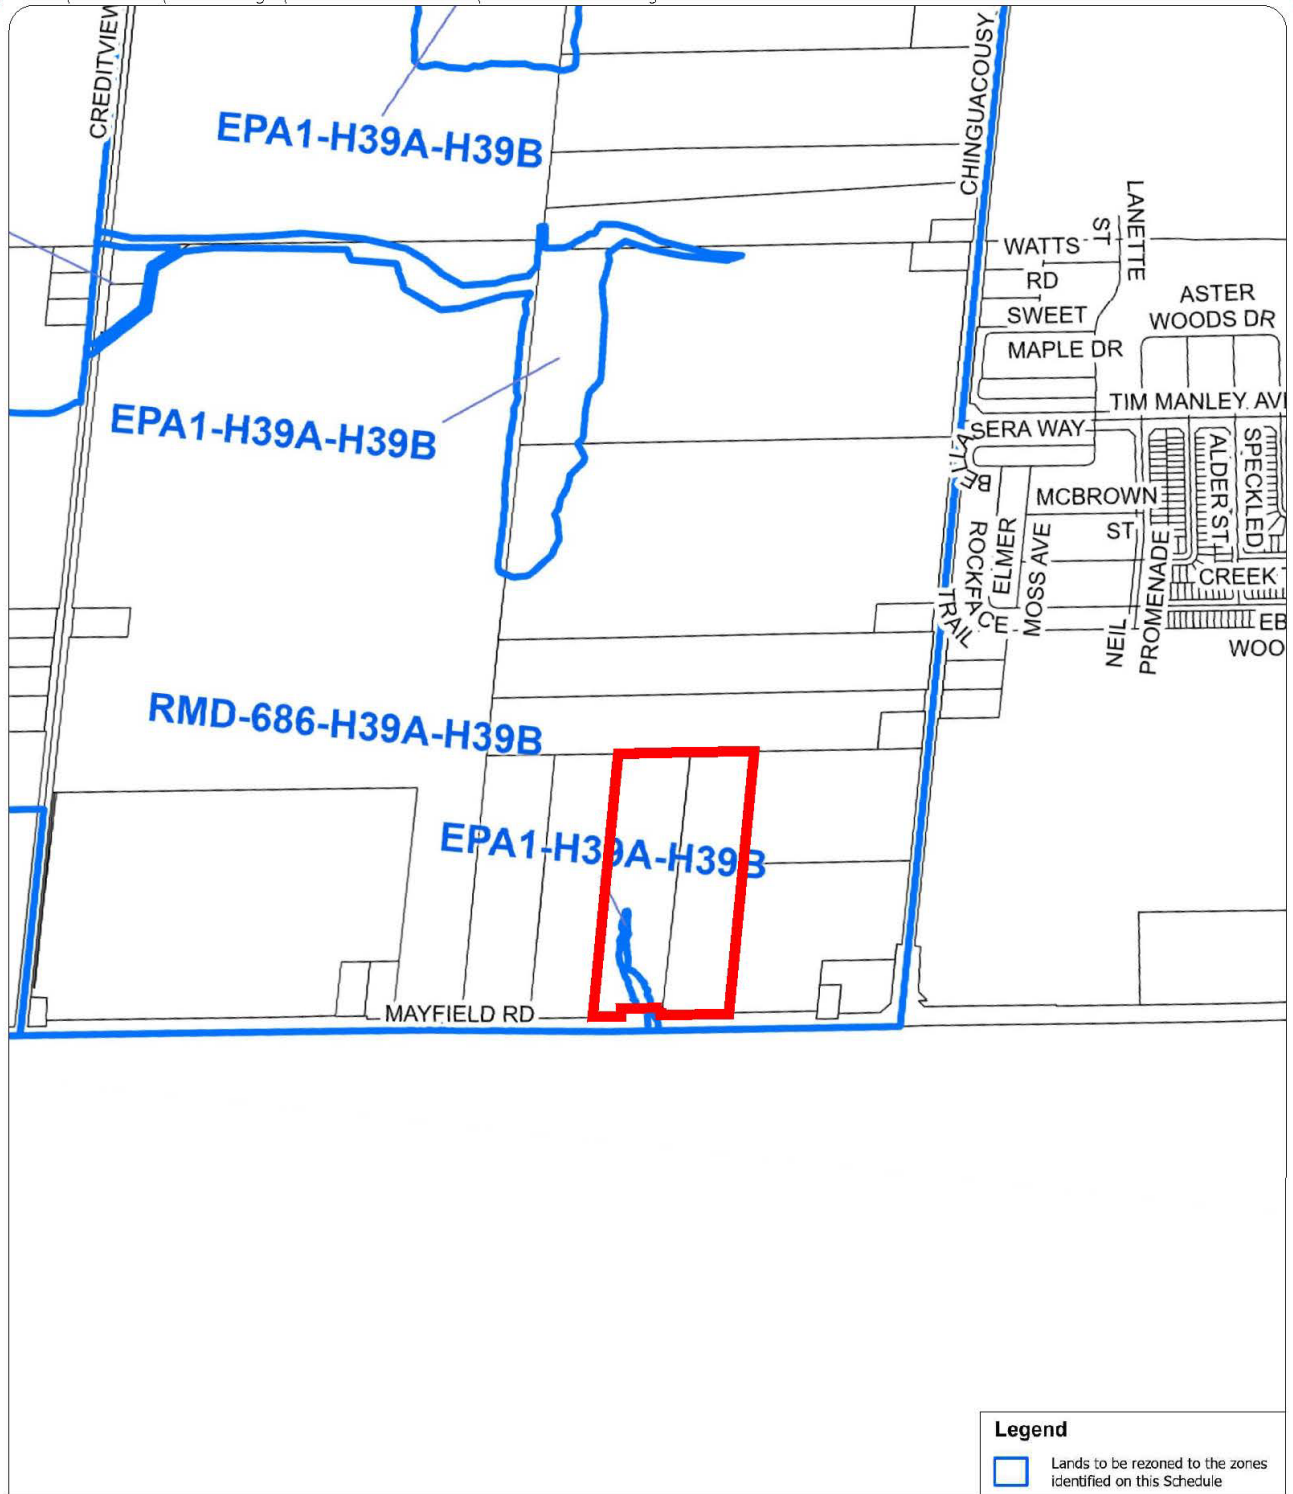 CREDITVIEW
CHINGUACOUSY
EPA1-H39A-H39B
LANETTE
ST
WATTS
RD
SWEET
MAPLE DR
ASTER
WOODS DR
TIM MANLEY AV
EPA1-H39A-H39B
SERA WAY
BELLA
ALDER ST
SPECKLED
MCBROWN
ST
ROCKFACE
ELMER
MOSS AVE
CREEK
TRAIL
NEIL
PROMENADE
EB
WOO
RMD-686-H39A-H39B
EPA1-H39A-H39B
MAYFIELD RD
Legend
Lands to be rezoned to the zones
identified on this Schedule